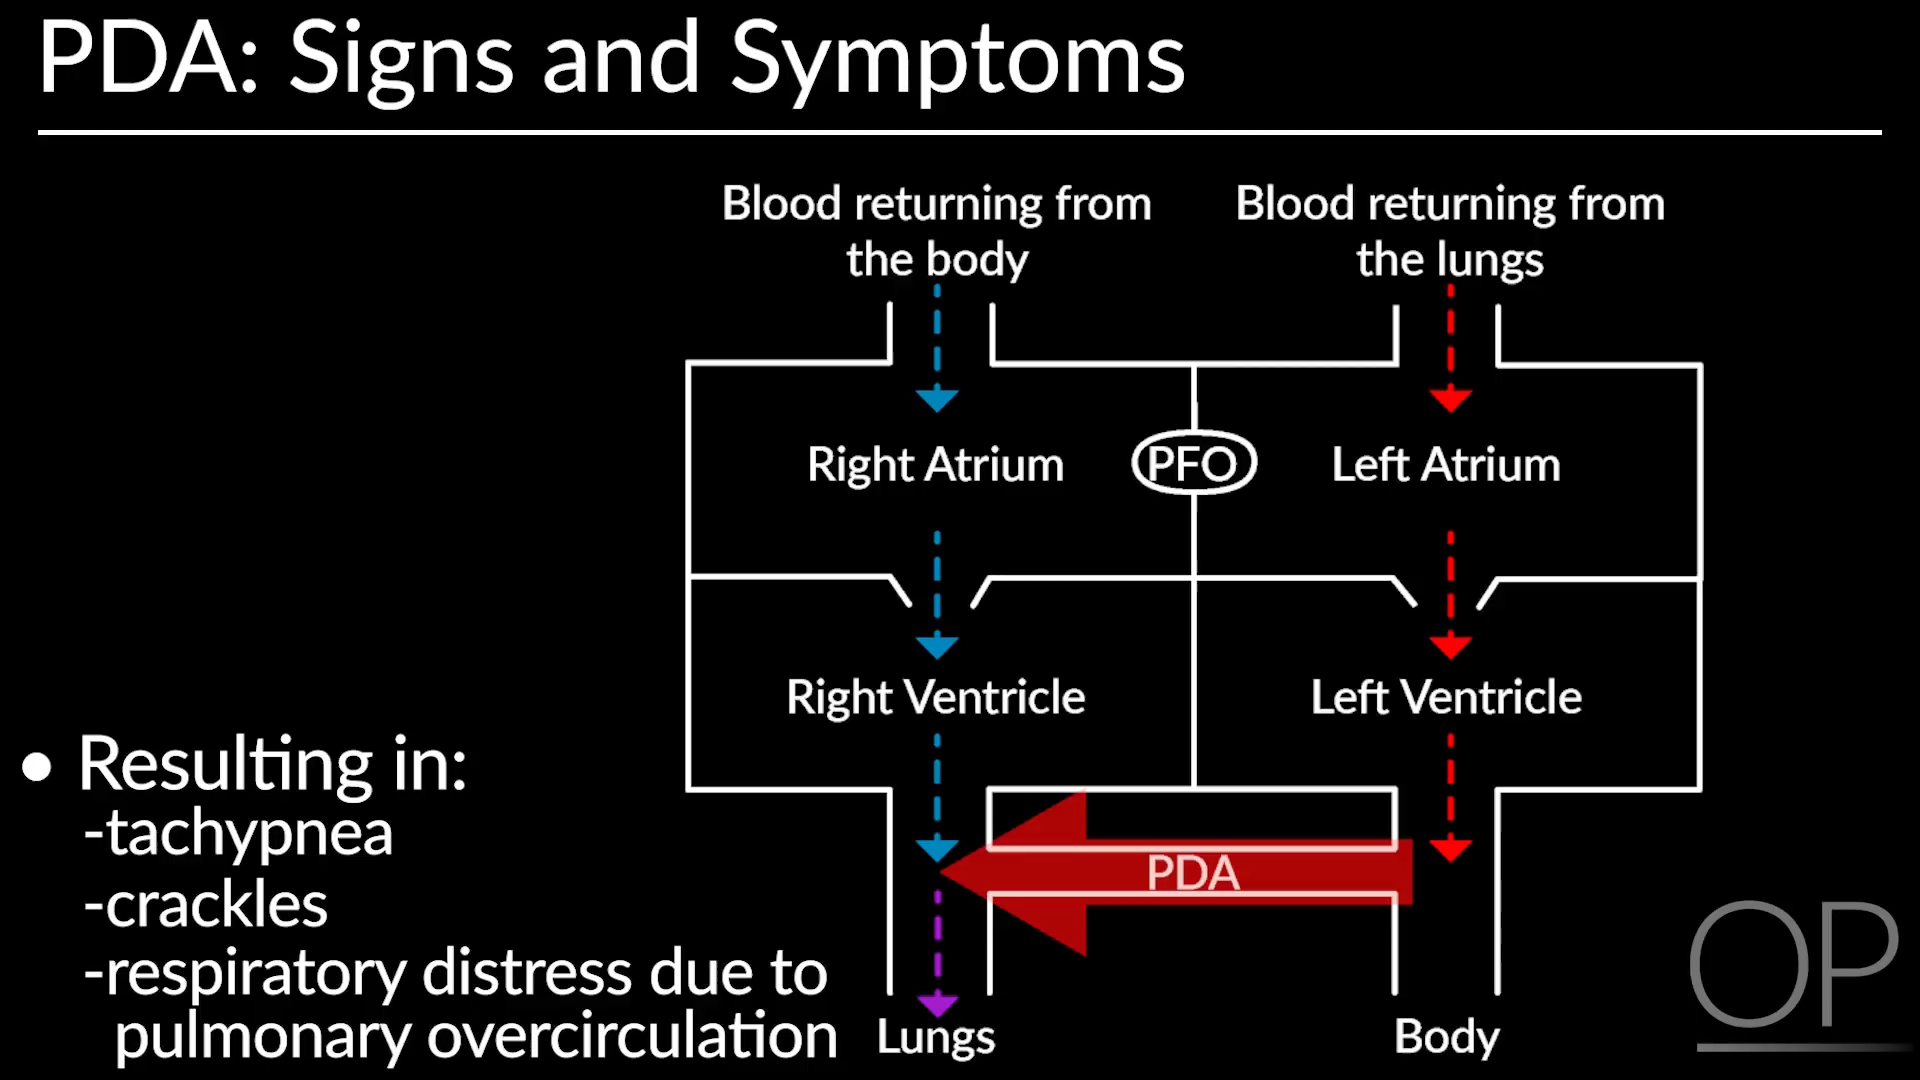 PDA: Signs and Symptoms
Blood returning from
the body
Blood returning from
the lungs
Right Atrium
PFO
Left Atrium
Right Ventricle
Left Ventricle
• Resulting in:
-tachypnea
-crackles
-respiratory distress due to
pulmonary overcirculation
PDA
Lungs
Body
OP